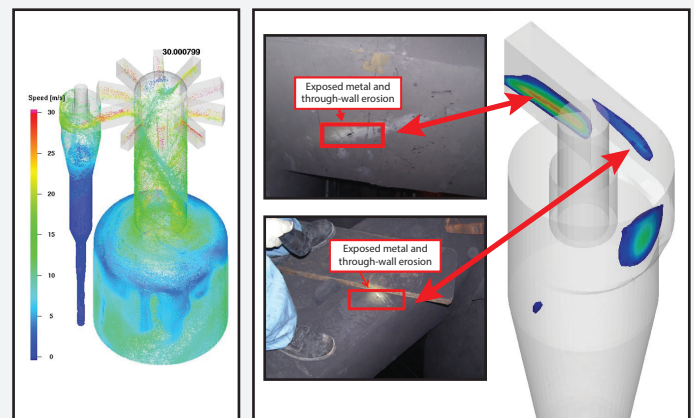 30.000799
Speed [m/s]
30
25
20
15
10
5
0
Exposed metal and
through-wall erosion
Exposed metal and
through-wall erosion